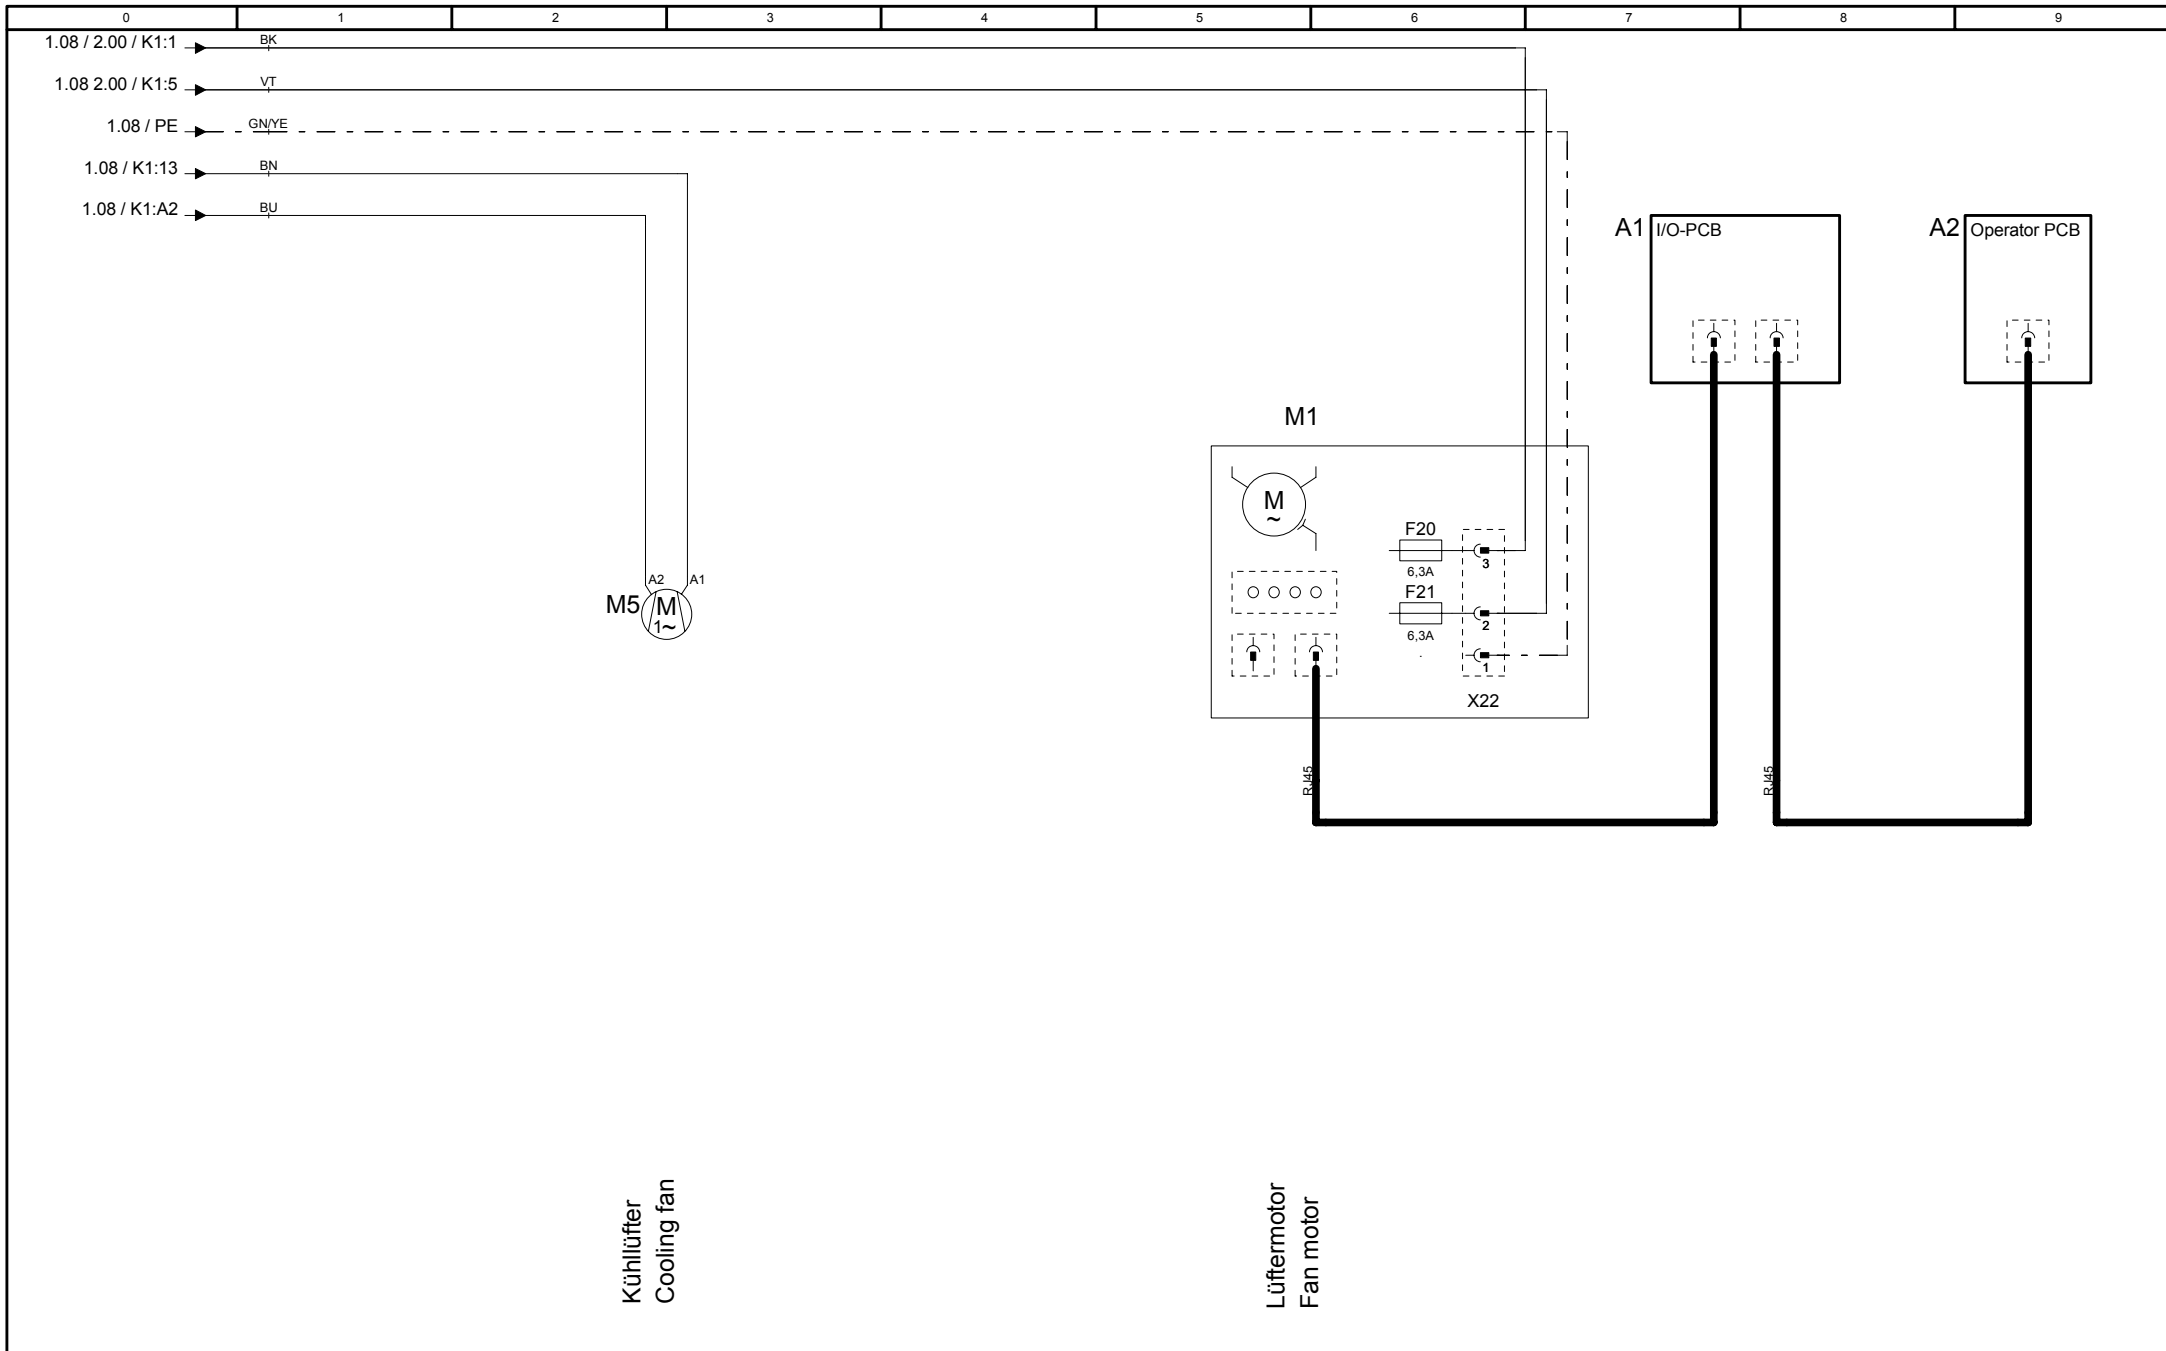 0 1 2 3 4 5 6 7 8 9
1.08 / 2.00 / K1:1 BK
1.08 2.00 / K1:5 VT
1.08 / PE GN/YE
1.08 / K1:13 BN
1.08 / K1:A2 BU
A1 I/O-PCB
A2 Operator PCB
M1
M
~
F20
6,3A
3
F21
6,3A
2
1
X22
A2 A1
M5 M
1~
RJ45
RJ45
Kühllüfter
Cooling fan
Lüftermotor
Fan motor